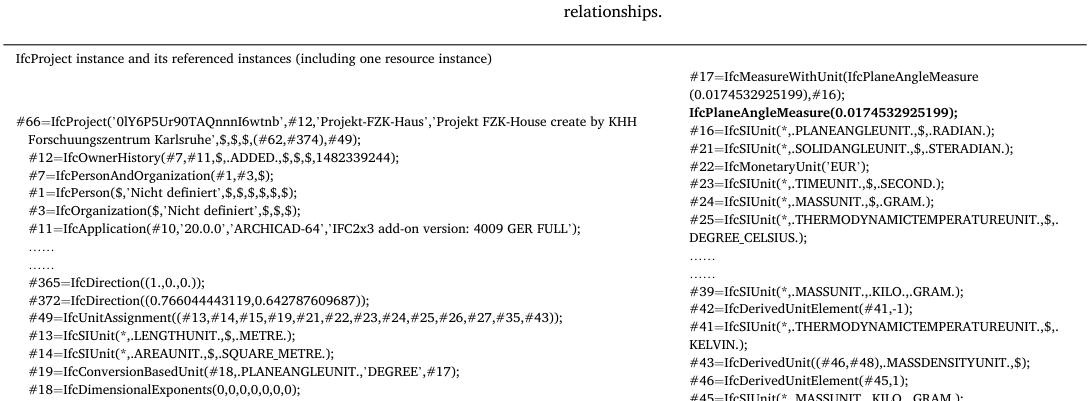 relationships.
IfcProject instance and its referenced instances (including one resource instance)
#66=IfcProject('0lY6P5Ur90TAQnnnI6wtnb',#12,'Projekt-FZK-Haus','Projekt FZK-House create by KHH
Forschuungszentrum Karlsruhe',$,$,$,(#62,#374),#49);
#12=IfcOwnerHistory(#7,#11,$,.ADDED.,$,$,$,1482339244);
#7=IfcPersonAndOrganization(#1,#3,$);
#1=IfcPerson($,'Nicht definiert',$,$,$,$,$,$);
#3=IfcOrganization($,'Nicht definiert',$,$,$);
#11=IfcApplication(#10,'20.0.0','ARCHICAD-64','IFC2x3 add-on version: 4009 GER FULL');
......
......
#365=IfcDirection((1.,0.,0.));
#372=IfcDirection((0.766044443119,0.642787609687));
#49=IfcUnitAssignment((#13,#14,#15,#19,#21,#22,#23,#24,#25,#26,#27,#35,#43));
#13=IfcSIUnit(*,.LENGTHUNIT.,$,.METRE.);
#14=IfcSIUnit(*,.AREAUNIT.,$,.SQUARE_METRE.);
#19=IfcConversionBasedUnit(#18,.PLANEANGLEUNIT.,'DEGREE',#17);
#18=IfcDimensionalExponents(0,0,0,0,0,0,0);
#17=IfcMeasureWithUnit(IfcPlaneAngleMeasure
(0.0174532925199),#16);
IfcPlaneAngleMeasure(0.0174532925199);
#16=IfcSIUnit(*,.PLANEANGLEUNIT.,$,.RADIAN.);
#21=IfcSIUnit(*,.SOLIDANGLEUNIT.,$,.STERADIAN.);
#22=IfcMonetaryUnit('EUR');
#23=IfcSIUnit(*,.TIMEUNIT.,$,.SECOND.);
#24=IfcSIUnit(*,.MASSUNIT.,$,.GRAM.);
#25=IfcSIUnit(*,.THERMODYNAMICTEMPERATUREUNIT.,$,.
DEGREE_CELSIUS.);
......
......
#39=IfcSIUnit(*,.MASSUNIT.,.KILO.,.GRAM.);
#42=IfcDerivedUnitElement(#41,-1);
#41=IfcSIUnit(*,.THERMODYNAMICTEMPERATUREUNIT.,$,.
KELVIN.);
#43=IfcDerivedUnit((#46,#48),.MASSDENSITYUNIT.,$);
#46=IfcDerivedUnitElement(#45,1);
#45=IfcSIUnit(*,.MASSUNIT.,.KILO.,.GRAM.);